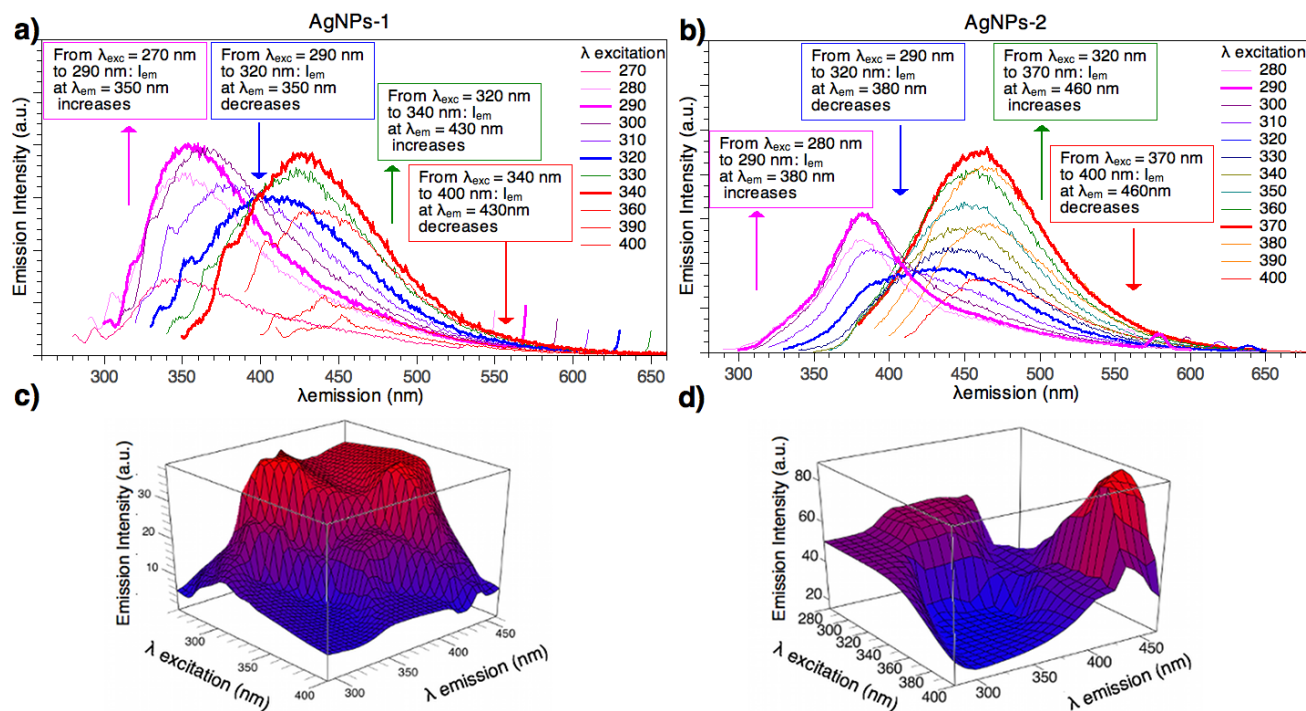 a)
AgNPs-1
From λexc = 270 nm
to 290 nm: Iem
at λem = 350 nm
increases
From λexc = 290 nm
to 320 nm: Iem
at λem = 350 nm
decreases
From λexc = 320 nm
to 340 nm: Iem
at λem = 430 nm
increases
From λexc = 340 nm
to 400 nm: Iem
at λem = 430nm
decreases
λ excitation
270
280
290
300
310
320
330
340
360
390
400
Emission Intensity (a.u.)
300 350 400 450 500 550 600 650
λemission (nm)
b)
AgNPs-2
From λexc = 280 nm
to 290 nm: Iem
at λem = 380 nm
increases
From λexc = 290 nm
to 320 nm: Iem
at λem = 380 nm
decreases
From λexc = 320 nm
to 370 nm: Iem
at λem = 460 nm
increases
From λexc = 370 nm
to 400 nm: Iem
at λem = 460nm
decreases
λ excitation
280
290
300
310
320
330
340
350
360
370
380
390
400
Emission Intensity (a.u.)
300 350 400 450 500 550 600 650
λemission (nm)
c)
Emission Intensity (a.u.)
30
20
10
300
350
400
λ excitation (nm)
300
350
400
450
λ emission (nm)
d)
Emission Intensity (a.u.)
80
60
40
20
280
300
320
340
360
380
400
λ excitation (nm)
300
350
400
450
λ emission (nm)